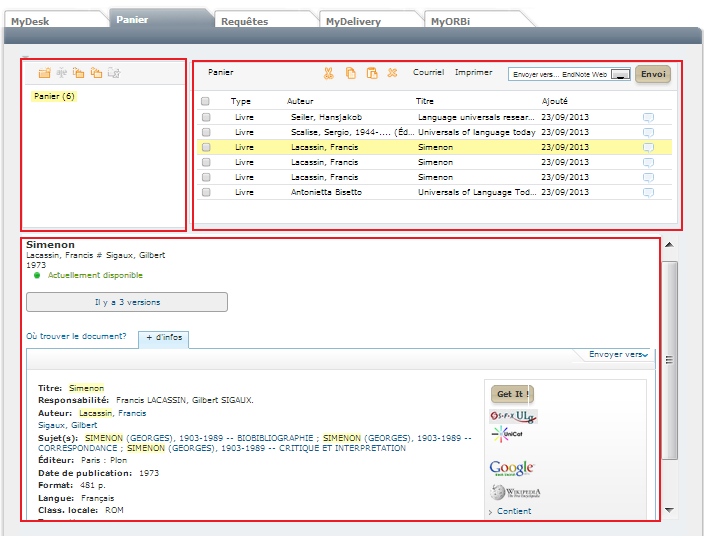 MyDesk Panier Requêtes MyDelivery MyORBi
Panier (6)
Panier Courriel Imprimer Envoyer vers... EndNote Web Envoi
Type Auteur Titre Ajouté
Livre Seiler, HansJakob Language universals resear... 23/09/2013
Livre Scalise, Sergio, 1944-.... (Éd... Universals of language today 23/09/2013
Livre Lacassin, Francis Simenon 23/09/2013
Livre Lacassin, Francis Simenon 23/09/2013
Livre Lacassin, Francis Simenon 23/09/2013
Livre Antonietta Bisetto Universals of Language Tod... 23/09/2013
Simenon
Lacassin, Francis # Sigaux, Gilbert
1973
Actuellement disponible
Il y a 3 versions
Où trouver le document? + d'infos
Envoyer vers
Titre: Simenon
Responsabilité: Francis LACASSIN, Gilbert SIGAUX.
Auteur: Lacassin, Francis
Sigaux, Gilbert
Sujet(s): SIMENON (GEORGES), 1903-1989 -- BIOBIBLIOGRAPHIE ; SIMENON (GEORGES), 1903-1989 --
CORRESPONDANCE ; SIMENON (GEORGES), 1903-1989 -- CRITIQUE ET INTERPRETATION
Éditeur: Paris : Plon
Date de publication: 1973
Format: 481 p.
Langue: Français
Class. locale: ROM
Get It !
S·F·X ULg
UniCat
Google
WIKIPEDIA
The Free Encyclopedia
> Content